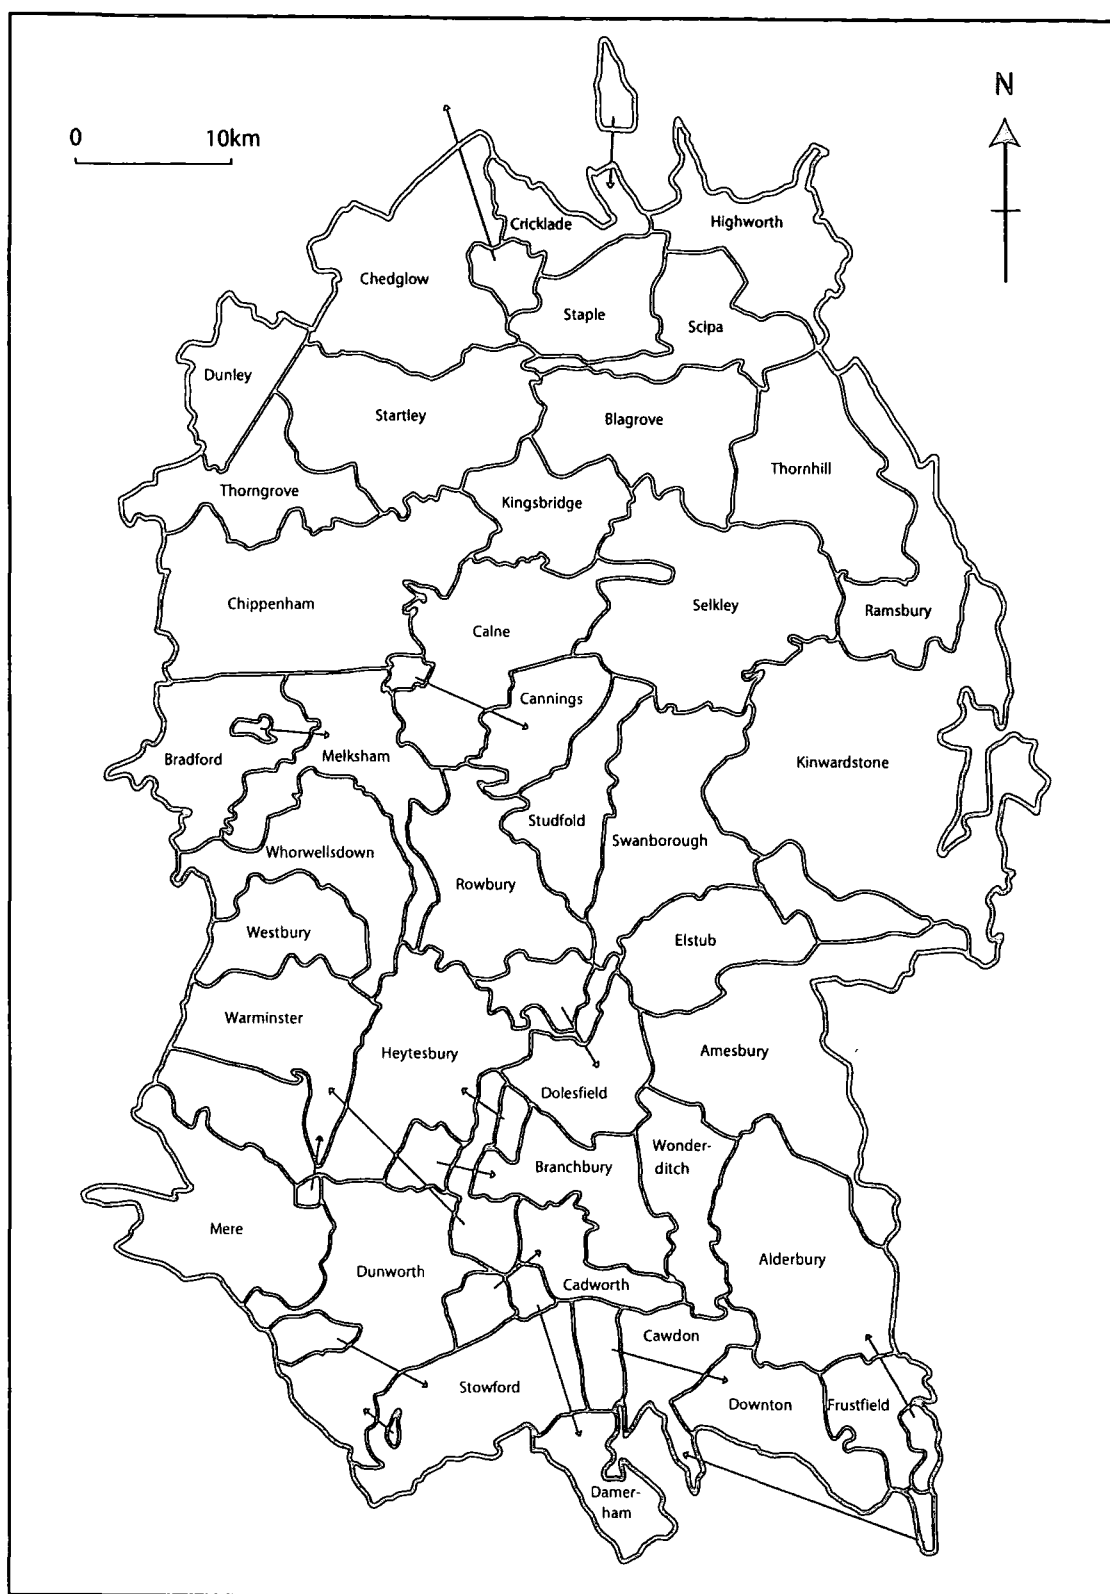 N
0 10km
Cricklade
Highworth
Chedglow
Staple
Scipa
Dunley
Startley
Blagrove
Thornhill
Thorngrove
Kingsbridge
Chippenham
Calne
Selkley
Ramsbury
Cannings
Bradford
Melksham
Kinwardstone
Studfold
Swanborough
Whorwellsdown
Rowbury
Westbury
Elstub
Warminster
Heytesbury
Amesbury
Dolesfield
Wonder-
ditch
Branchbury
Mere
Dunworth
Alderbury
Cadworth
Cawdon
Stowford
Downton
Frustfield
Damer-
ham